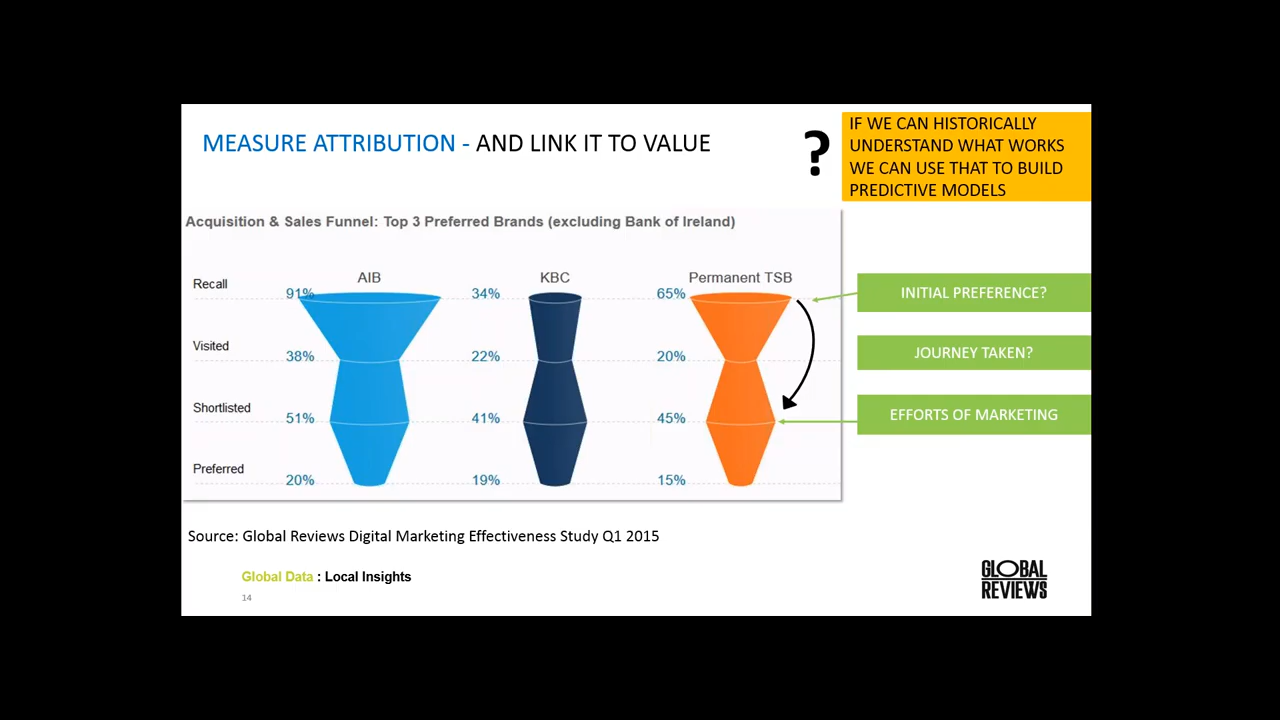 MEASURE ATTRIBUTION - AND LINK IT TO VALUE
?
IF WE CAN HISTORICALLY
UNDERSTAND WHAT WORKS
WE CAN USE THAT TO BUILD
PREDICTIVE MODELS
Acquisition & Sales Funnel: Top 3 Preferred Brands (excluding Bank of Ireland)
AIB KBC Permanent TSB
Recall 91% 34% 65%
INITIAL PREFERENCE?
Visited 38% 22% 20%
JOURNEY TAKEN?
Shortlisted 51% 41% 45%
EFFORTS OF MARKETING
Preferred 20% 19% 15%
Source: Global Reviews Digital Marketing Effectiveness Study Q1 2015
Global Data : Local Insights
14
GLOBAL
REVIEWS